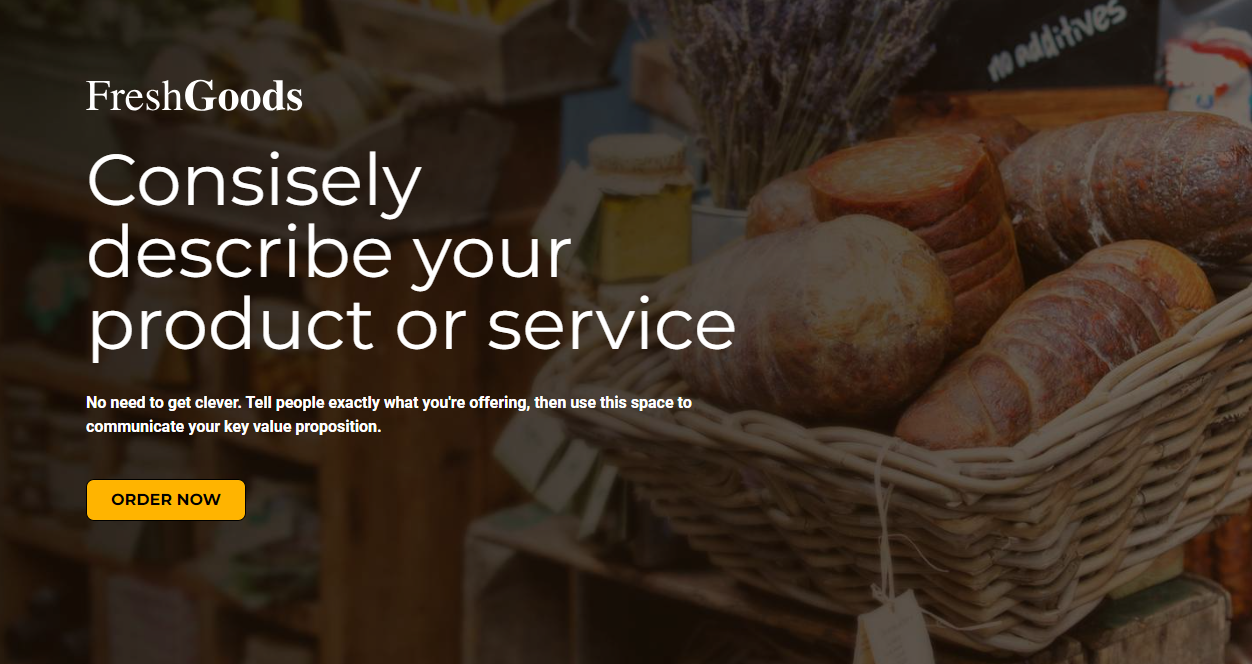 no additives
FreshGoods
Consisely
describe your
product or service
No need to get clever. Tell people exactly what you're offering, then use this space to
communicate your key value proposition.
ORDER NOW